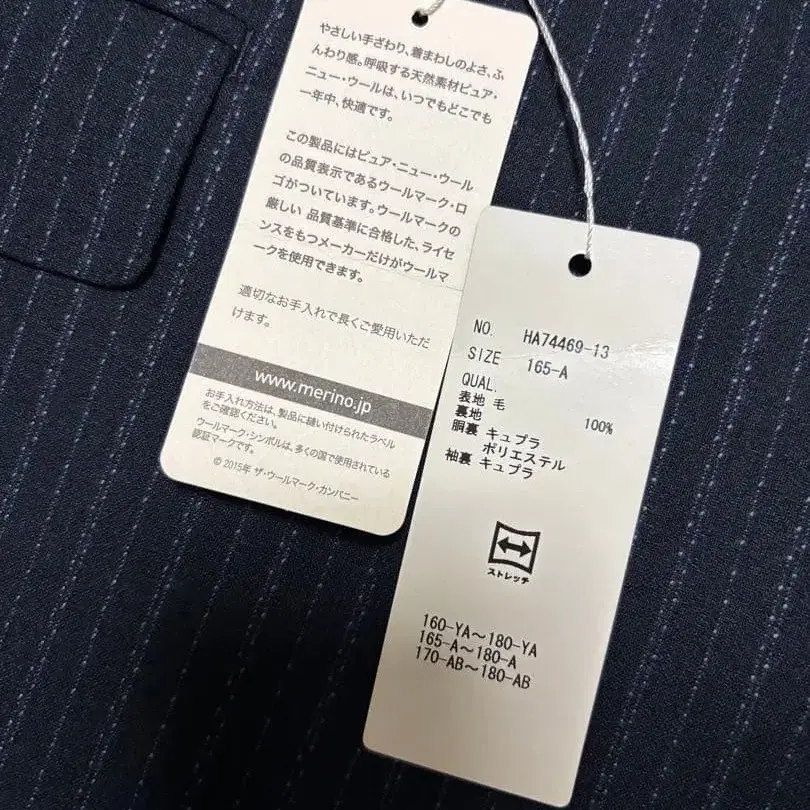 やさしい手ざわり、着まわしのよさ、ふ
んわり感。呼吸する天然素材ピュア・
ニュー・ウールは、いつでもどこでも
一年中、快適です。
この製品にはピュア・ニュー・ウール
の品質表示であるウールマーク・ロ
ゴがついています。ウールマークの
厳しい 品質基準に合格した、ライセ
ンスをもつメーカーだけがウールマ
ークを使用できます。
適切なお手入れで長くご愛用いただ
けます。
www.merino.jp
お手入れ方法は、製品に縫い付けられたラベル
をご確認ください。
ウールマーク・シンボルは、多くの国で使用されている
認証マークです。
© 2015年 ザ・ウールマーク・カンパニー
NO. HA74469-13
SIZE 165-A
QUAL.
表地 毛 100%
裏地
胴裏 キュプラ
ポリエステル
袖裏 キュプラ
ストレッチ
160-YA～180-YA
165-A～180-A
170-AB～180-AB